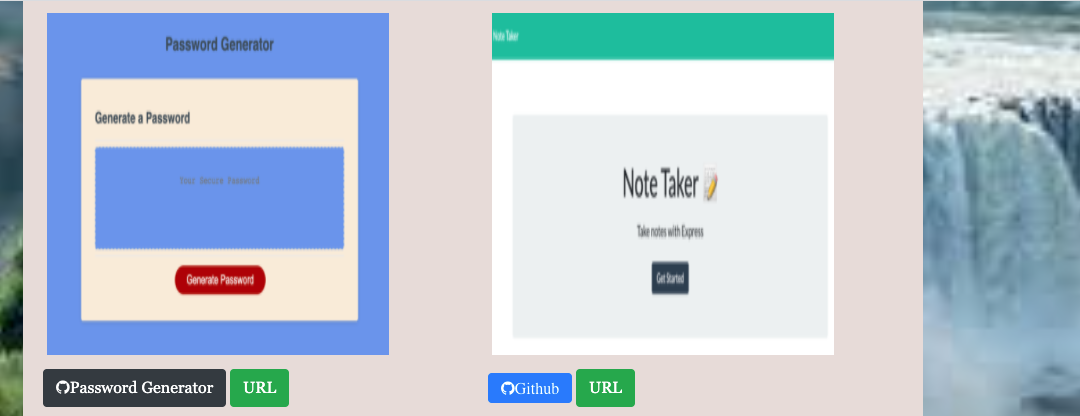 Password Generator
Generate a Password
Your Secure Password
Generate Password
Password Generator URL
Note Taker
Note Taker
Take notes with Express
Get Started
Github URL